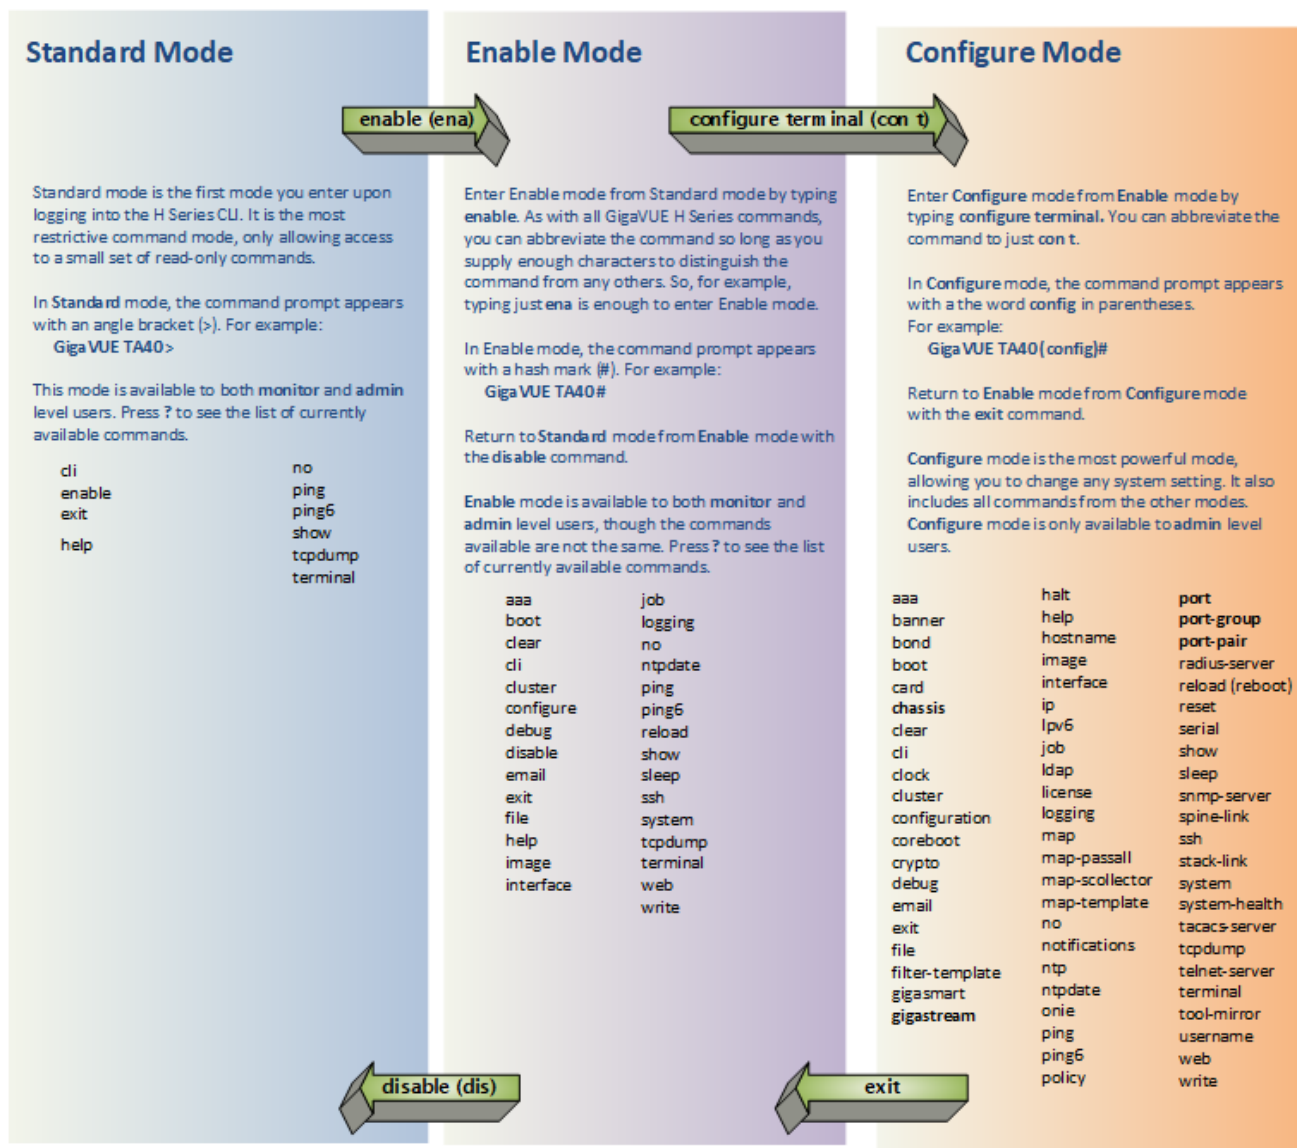 Standard Mode
enable (ena)
Standard mode is the first mode you enter upon
logging into the H Series CLI. It is the most
restrictive command mode, only allowing access
to a small set of read-only commands.
In Standard mode, the command prompt appears
with an angle bracket (>). For example:
GigaVUE TA40>
This mode is available to both monitor and admin
level users. Press ? to see the list of currently
available commands.
cli
enable
exit
help
no
ping
ping6
show
tcpdump
terminal
disable (dis)
Enable Mode
configure terminal (con t)
Enter Enable mode from Standard mode by typing
enable. As with all GigaVUE H Series commands,
you can abbreviate the command so long as you
supply enough characters to distinguish the
command from any others. So, for example,
typing just ena is enough to enter Enable mode.
In Enable mode, the command prompt appears
with a hash mark (#). For example:
GigaVUE TA40#
Return to Standard mode from Enable mode with
the disable command.
Enable mode is available to both monitor and
admin level users, though the commands
available are not the same. Press ? to see the list
of currently available commands.
aaa
boot
clear
cli
cluster
configure
debug
disable
email
exit
file
help
image
interface
job
logging
no
ntpdate
ping
ping6
reload
show
sleep
ssh
system
tcpdump
terminal
web
write
exit
Configure Mode
Enter Configure mode from Enable mode by
typing configure terminal. You can abbreviate the
command to just con t.
In Configure mode, the command prompt appears
with a the word config in parentheses.
For example:
GigaVUE TA40(config)#
Return to Enable mode from Configure mode
with the exit command.
Configure mode is the most powerful mode,
allowing you to change any system setting. It also
includes all commands from the other modes.
Configure mode is only available to admin level
users.
aaa
banner
bond
boot
card
chassis
clear
cli
clock
cluster
configuration
coreboot
crypto
debug
email
exit
file
filter-template
gigasmart
gigastream
halt
help
hostname
image
interface
ip
Ipv6
job
ldap
license
logging
map
map-passall
map-scollector
map-template
no
notifications
ntp
ntpdate
onie
ping
ping6
policy
port
port-group
port-pair
radius-server
reload (reboot)
reset
serial
show
sleep
snmp-server
spine-link
ssh
stack-link
system
system-health
tacacs-server
tcpdump
telnet-server
terminal
tool-mirror
username
web
write